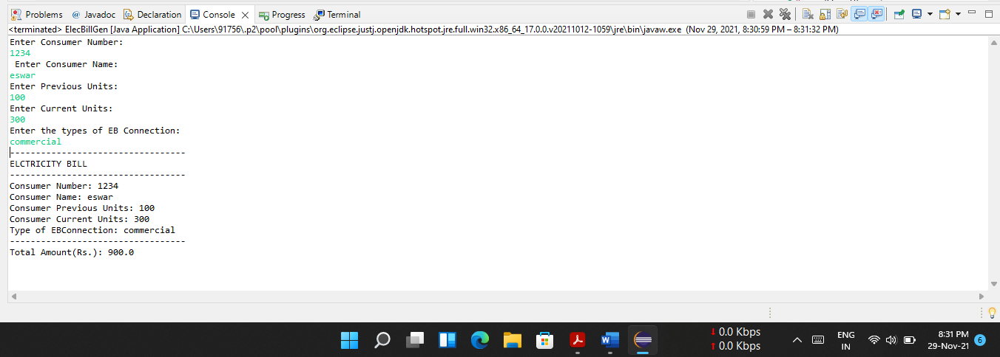 Problems @ Javadoc Declaration Console Progress Terminal
<terminated> ElecBillGen [Java Application] C:\Users\91756\.p2\pool\plugins\org.eclipse.justj.openjdk.hotspot.jre.full.win32.x86_64_17.0.0.v20211012-1059\jre\bin\javaw.exe (Nov 29, 2021, 8:30:59 PM – 8:31:32 PM)
Enter Consumer Number:
1234
Enter Consumer Name:
eswar
Enter Previous Units:
100
Enter Current Units:
300
Enter the types of EB Connection:
commercial
----------------------------------
ELCTRICITY BILL
----------------------------------
Consumer Number: 1234
Consumer Name: eswar
Consumer Previous Units: 100
Consumer Current Units: 300
Type of EBConnection: commercial
----------------------------------
Total Amount(Rs.): 900.0
0.0 Kbps
0.0 Kbps
ENG
IN
8:31 PM
29-Nov-21
6